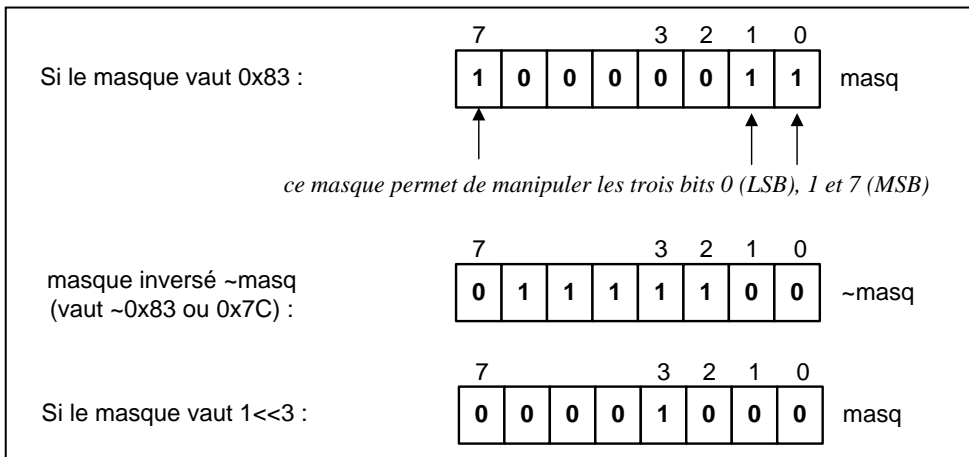 7 3 2 1 0
Si le masque vaut 0x83 : 1 0 0 0 0 0 1 1 masq
ce masque permet de manipuler les trois bits 0 (LSB), 1 et 7 (MSB)
7 3 2 1 0
masque inversé ~masq
(vaut ~0x83 ou 0x7C) :
0 1 1 1 1 1 0 0 ~masq
7 3 2 1 0
Si le masque vaut 1<<3 : 0 0 0 0 1 0 0 0 masq